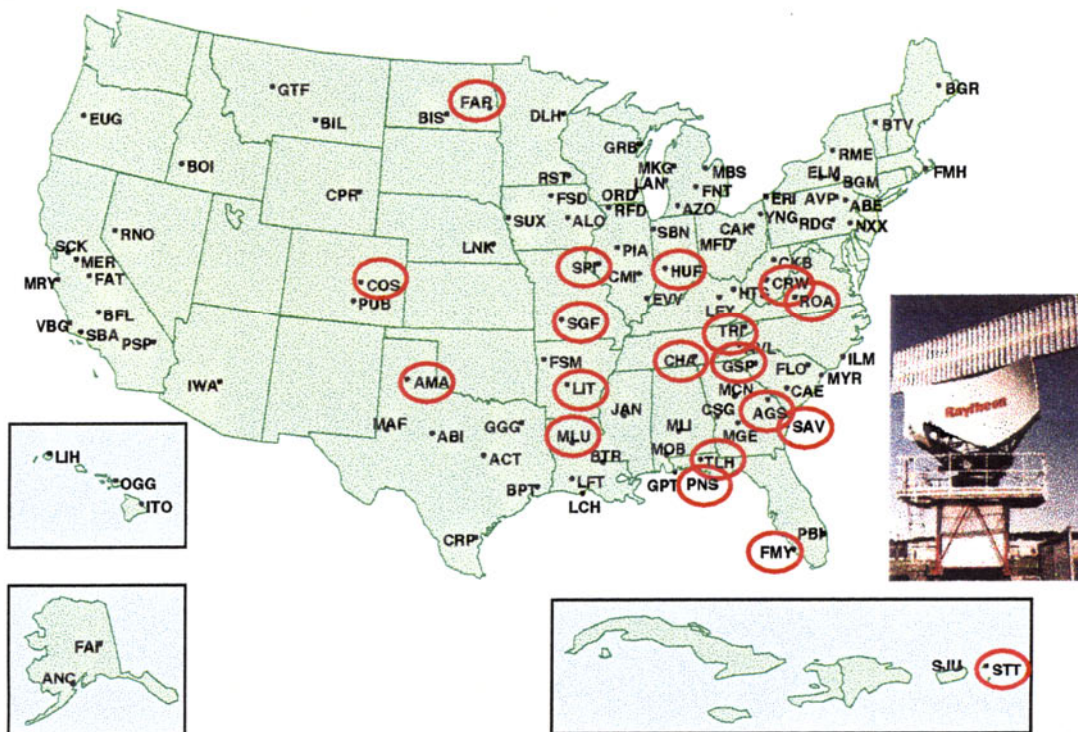 GTF
FAR
BIS
DLH
BGR
EUG
BIL
BTV
GRB
RME
BOI
MKG
MBS
ELM
BGM
FMH
CPR
RST
LAN
FNT
ORD
FSD
RFD
AZO
ERI
AVP
ABE
SUX
ALO
YNG
RDG
NXX
RNO
LNK
PIA
SBN
CAK
MFD
SCK
MER
SPI
CMI
HUF
CKB
MRY
FAT
COS
CRW
HTS
ROA
PUB
EVV
LEX
BFL
VBG
SBA
PSP
SGF
TRI
FSM
CHA
GSP
FLO
ILM
IWA
AMA
LIT
MCN
CAE
MYR
JAN
CSG
AGS
MAF
ABI
GGG
MLU
MLI
MGE
SAV
ACT
BTR
MOB
TLH
BPT
LFT
GPT
PNS
LCH
CRP
FMY
PBI
Raytheon
LIH
OGG
ITO
FAI
ANC
SJU
STT